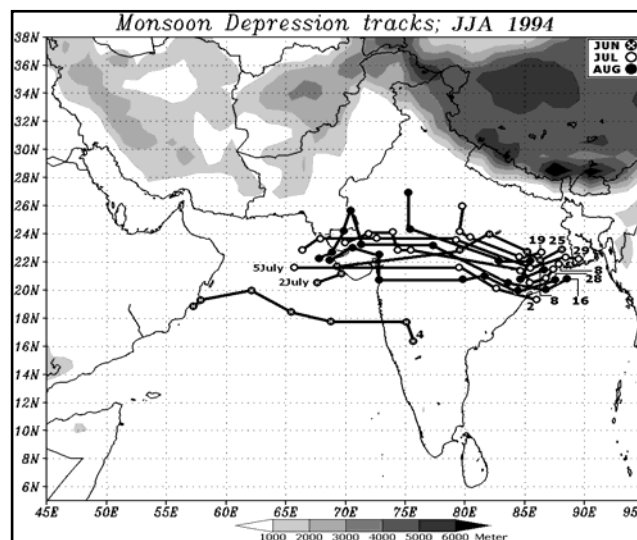 Monsoon Depression tracks; JJA 1994
38N
JUN
JUL
AUG
36N
34N
32N
30N
28N
26N
24N
19 25
29
22N
5July
8
28
2July
20N
2 8 16
18N
4
16N
14N
12N
10N
8N
6N
45E 50E 55E 60E 65E 70E 75E 80E 85E 90E 95E
1000 2000 3000 4000 5000 6000 Meter